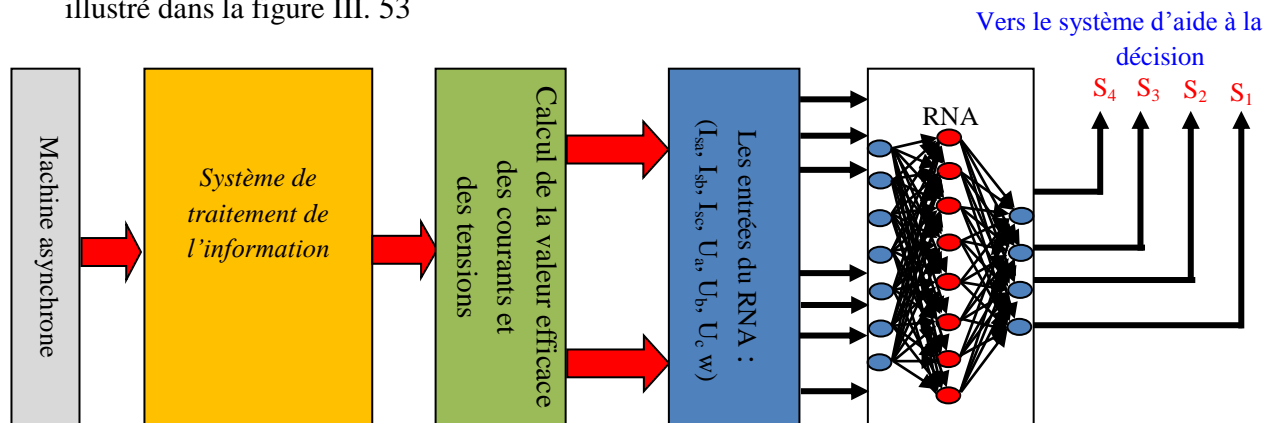 illustré dans la figure III. 53
Vers le système d'aide à la
décision
S4 S3 S2 S1
Machine asynchrone
Système de
traitement de
l'information
Calcul de la valeur efficace
des courants et
des tensions
Les entrées du RNA :
(Isa, Isb, Isc, Ua, Ub, Uc w)
RNA